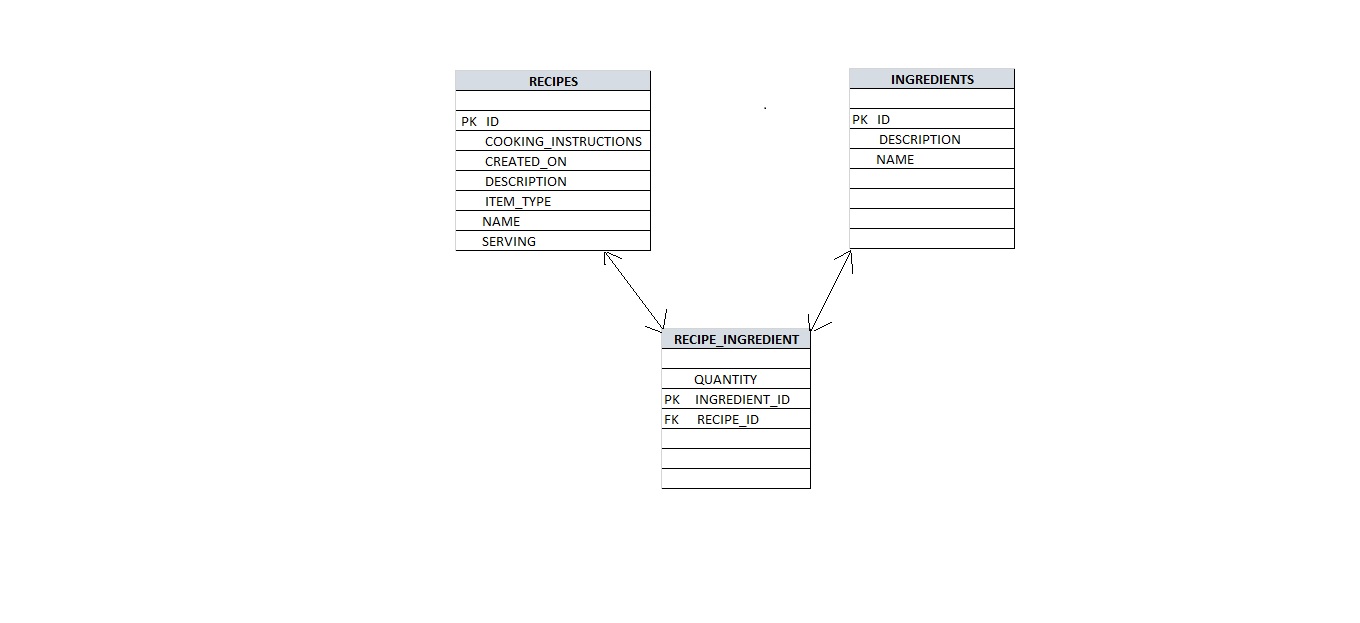 RECIPES
PK ID
COOKING_INSTRUCTIONS
CREATED_ON
DESCRIPTION
ITEM_TYPE
NAME
SERVING
INGREDIENTS
PK ID
DESCRIPTION
NAME
RECIPE_INGREDIENT
QUANTITY
PK INGREDIENT_ID
FK RECIPE_ID